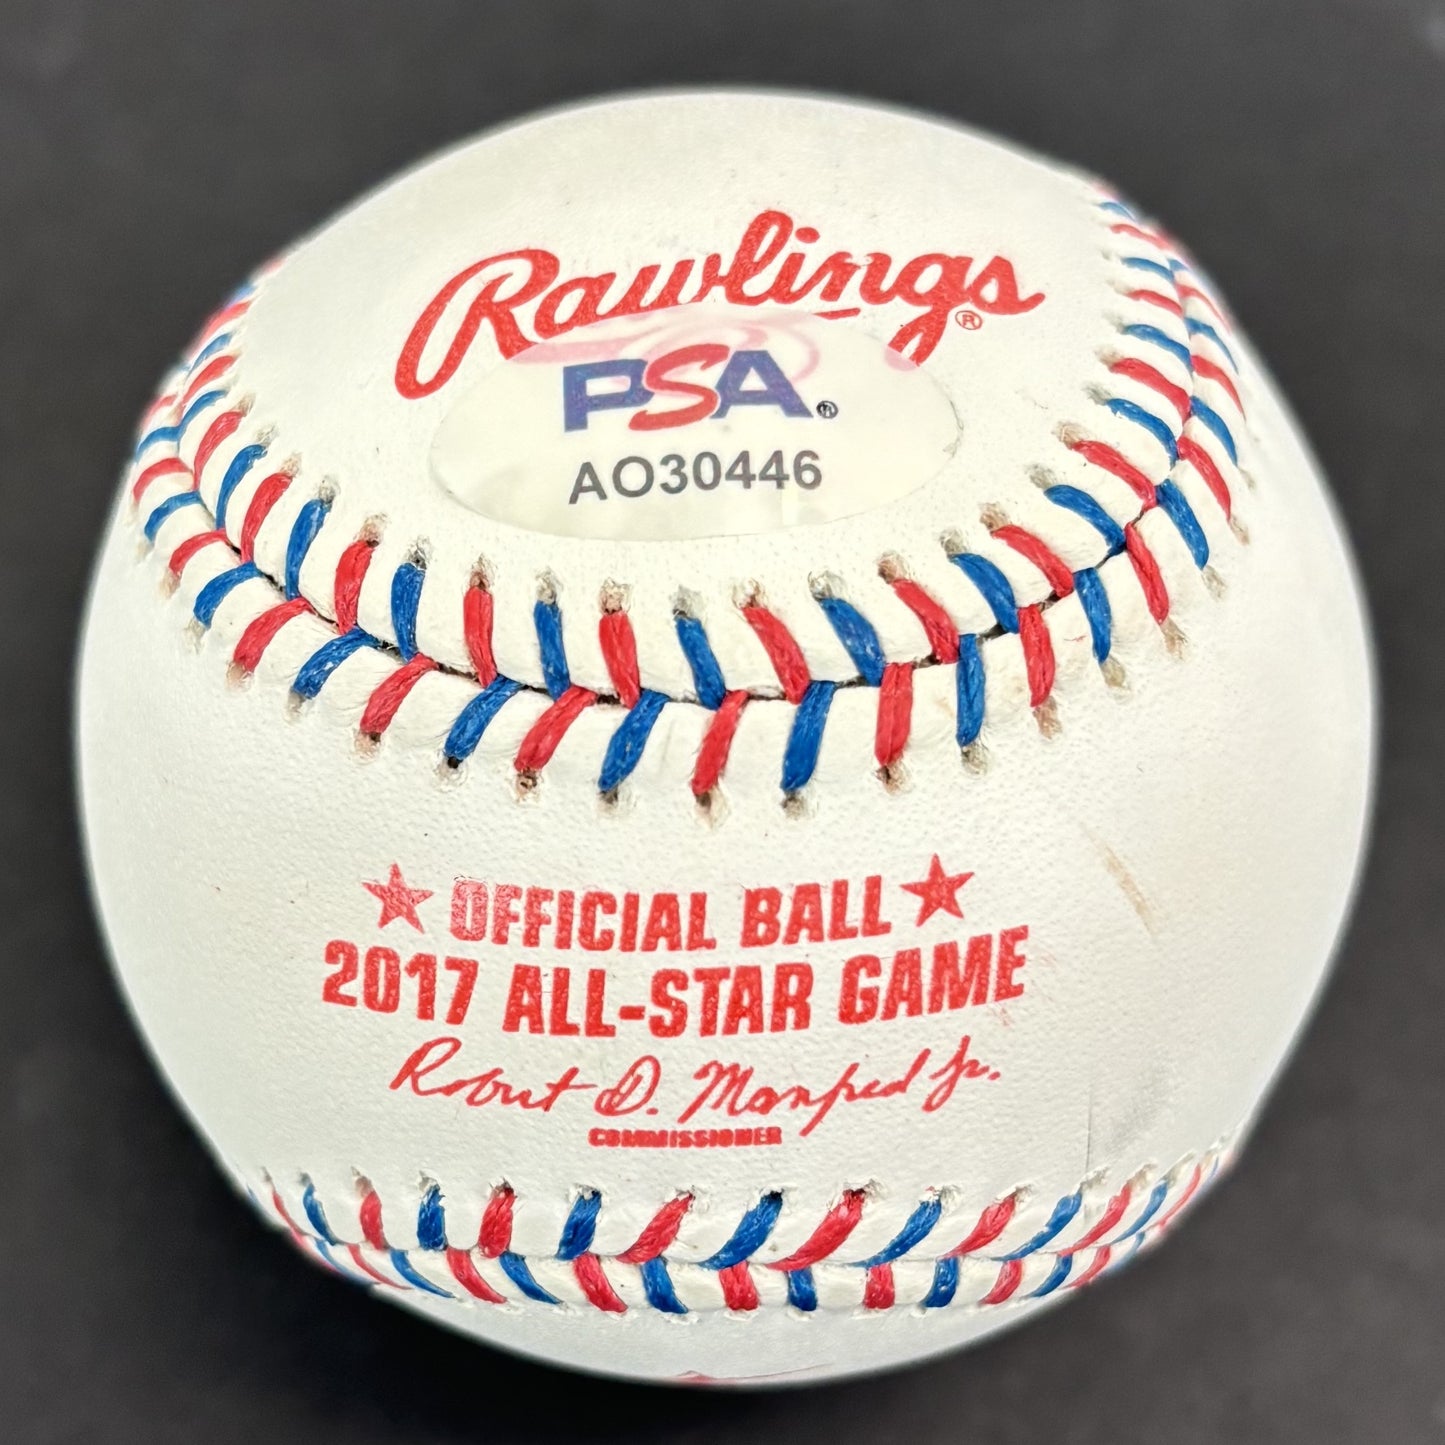 Rawlings®
PSA®
AO30446
★ OFFICIAL BALL ★
2017 ALL-STAR GAME
Robert D. Manfred Jr.
COMMISSIONER